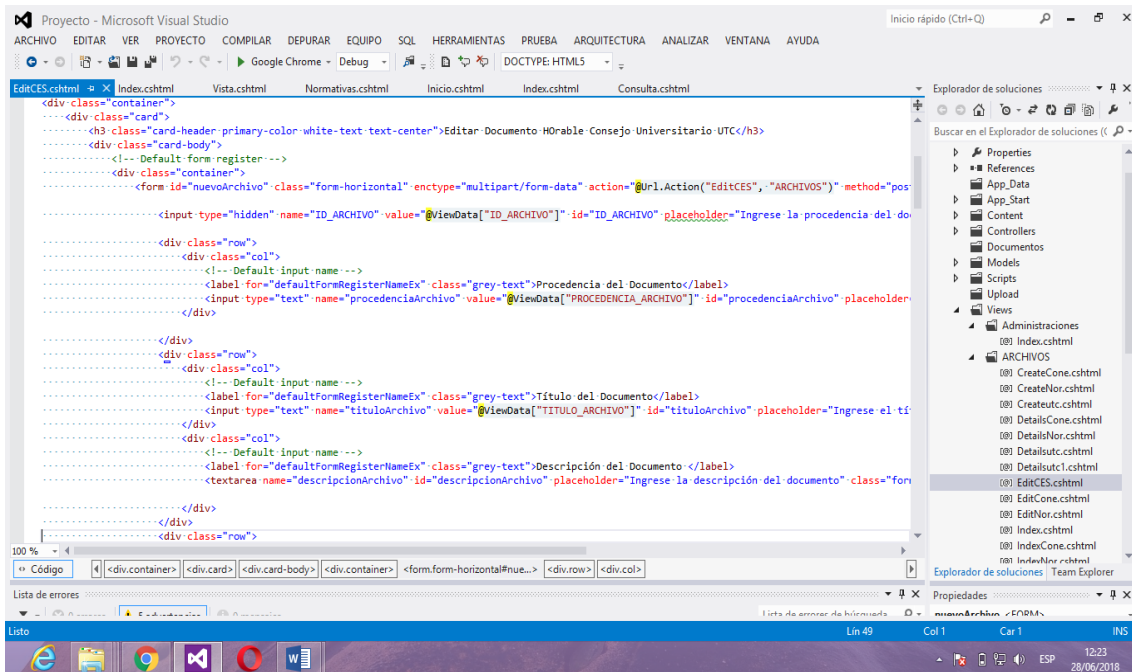 Proyecto - Microsoft Visual Studio
Inicio rápido (Ctrl+Q)
ARCHIVO EDITAR VER PROYECTO COMPILAR DEPURAR EQUIPO SQL HERRAMIENTAS PRUEBA ARQUITECTURA ANALIZAR VENTANA AYUDA
Google Chrome Debug DOCTYPE: HTML5
EditCES.cshtml Index.cshtml Vista.cshtml Normativas.cshtml Inicio.cshtml Index.cshtml Consulta.cshtml
<div class="container">
<div class="card">
<h3 class="card-header primary-color white-text text-center">Editar Documento HOrable Consejo Universitario UTC</h3>
<div class="card-body">
<!-- Default form register -->
<div class="container">
<form id="nuevoArchivo" class="form-horizontal" enctype="multipart/form-data" action="@Url.Action("EditCES", "ARCHIVOS")" method="pos
<input type="hidden" name="ID_ARCHIVO" value="@ViewData["ID_ARCHIVO"]" id="ID_ARCHIVO" placeholder="Ingrese la procedencia del do
<div class="row">
<div class="col">
<!-- Default input name -->
<label for="defaultFormRegisterNameEx" class="grey-text">Procedencia del Documento</label>
<input type="text" name="procedenciaArchivo" value="@ViewData["PROCEDENCIA_ARCHIVO"]" id="procedenciaArchivo" placeholder
</div>
</div>
<div class="row">
<div class="col">
<!-- Default input name -->
<label for="defaultFormRegisterNameEx" class="grey-text">Título del Documento</label>
<input type="text" name="tituloArchivo" value="@ViewData["TITULO_ARCHIVO"]" id="tituloArchivo" placeholder="Ingrese el tí
</div>
<div class="col">
<!-- Default input name -->
<label for="defaultFormRegisterNameEx" class="grey-text">Descripción del Documento </label>
<textarea name="descripcionArchivo" id="descripcionArchivo" placeholder="Ingrese la descripción del documento" class="for
</div>
</div>
<div class="row">
100 %
Código <div.container> <div.card> <div.card-body> <div.container> <form.form-horizontal#nue...> <div.row> <div.col>
Lista de errores
0 errores 5 advertencias 0 mensajes Lista de errores de búsqueda
Explorador de soluciones
Buscar en el Explorador de soluciones ((
Properties
References
App_Data
App_Start
Content
Controllers
Documentos
Models
Scripts
Upload
Views
Administraciones
Index.cshtml
ARCHIVOS
CreateCone.cshtml
CreateNor.cshtml
Createutc.cshtml
DetailsCone.cshtml
DetailsNor.cshtml
Detailsutc.cshtml
Detailsutc1.cshtml
EditCES.cshtml
EditCone.cshtml
EditNor.cshtml
Index.cshtml
IndexCone.cshtml
IndexNor.cshtml
Explorador de soluciones Team Explorer
Propiedades
nuevoArchivo <FORM>
Listo Lín 49 Col 1 Car 1 INS
ESP 12:23
28/06/2018